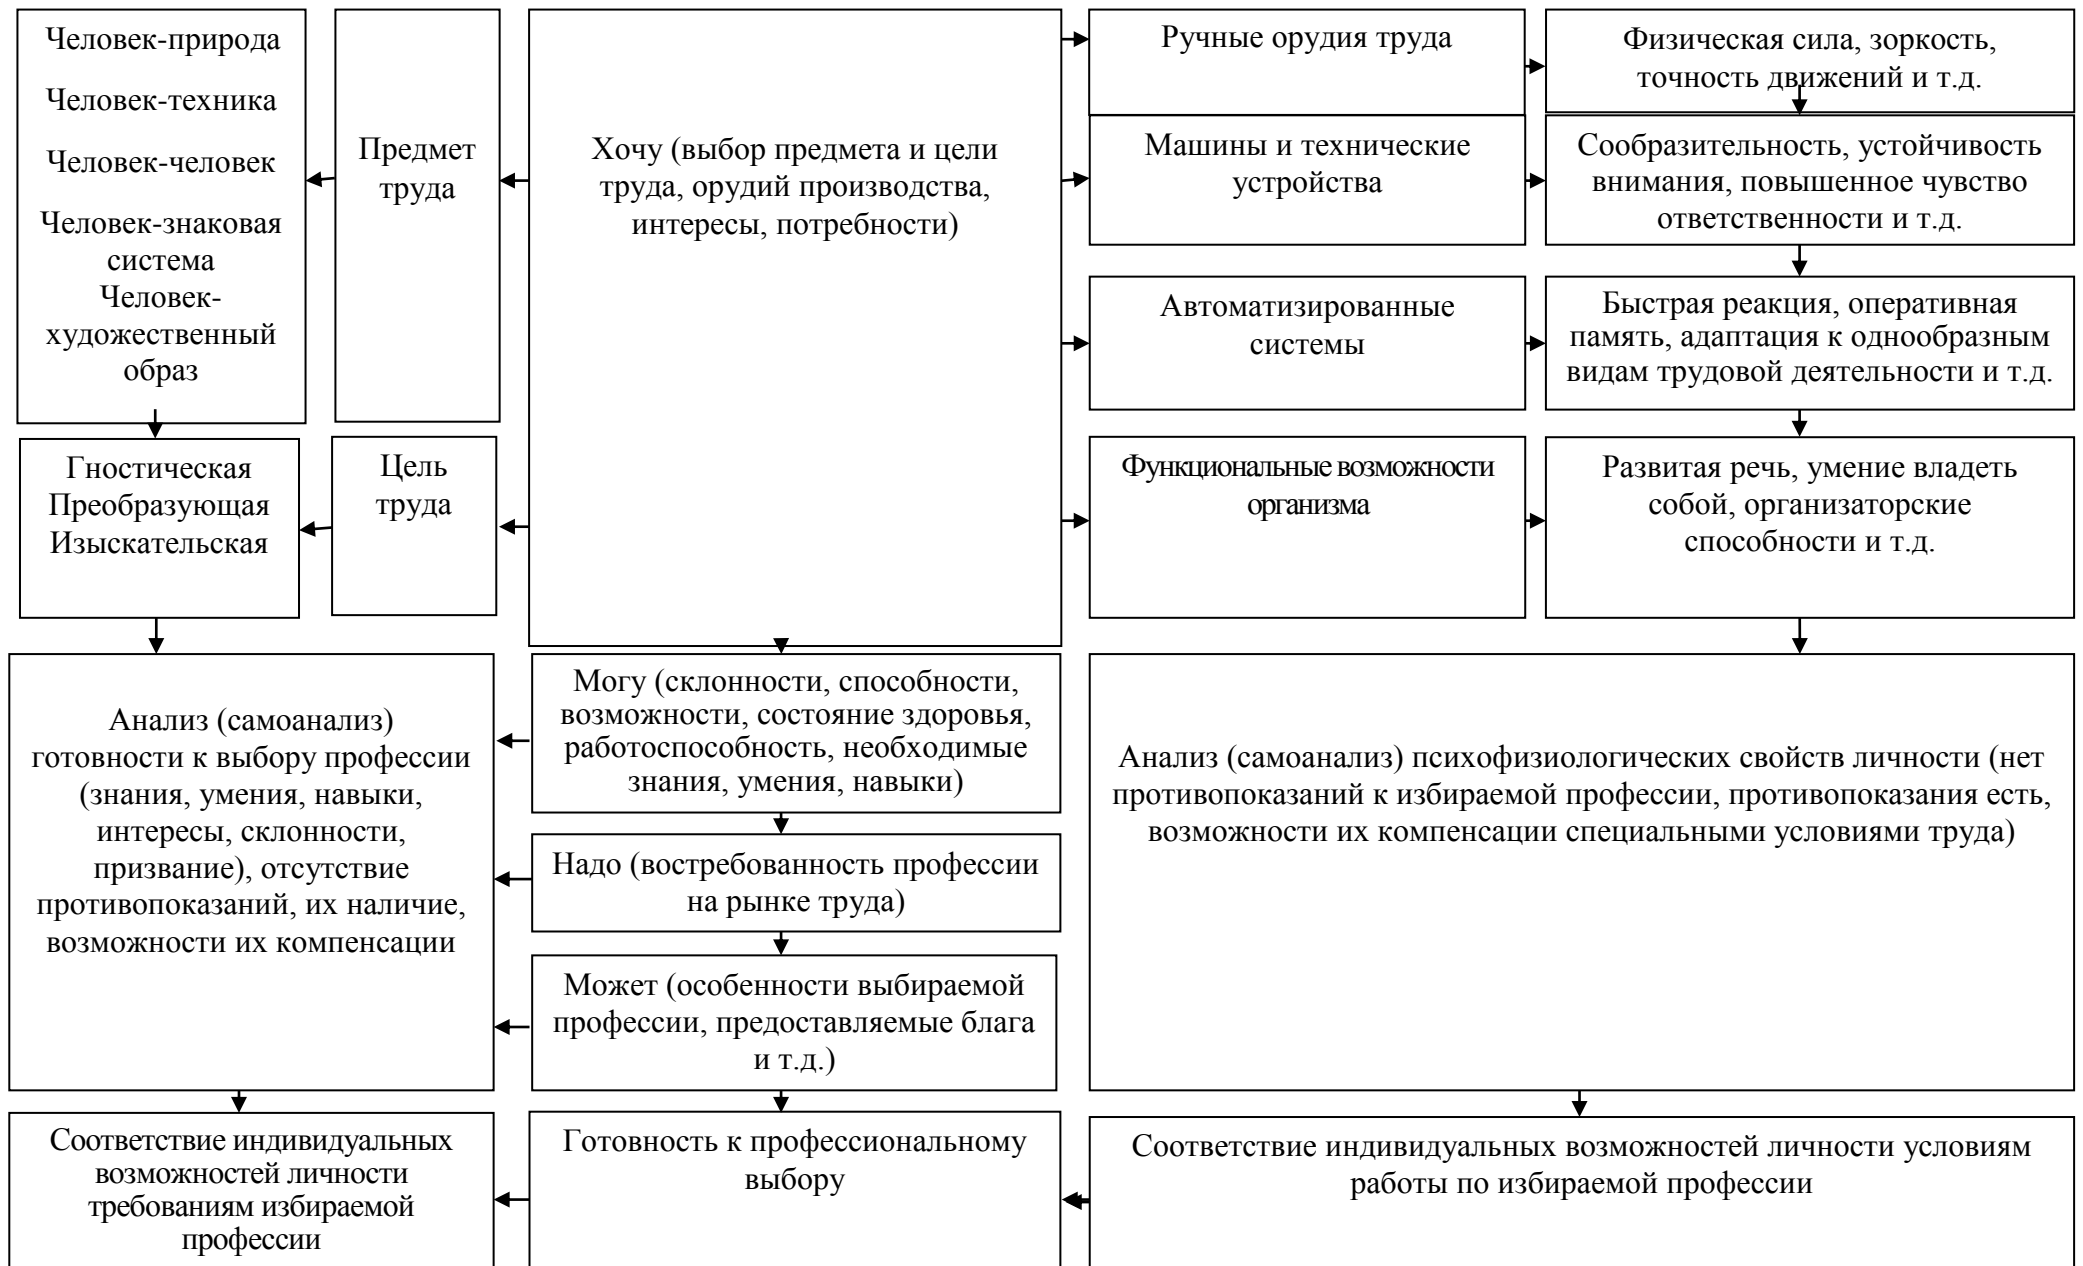 Человек-природа
Человек-техника
Человек-человек
Человек-знаковая
система
Человек-
художественный
образ
Предмет
труда
Хочу (выбор предмета и цели
труда, орудий производства,
интересы, потребности)
Ручные орудия труда
Физическая сила, зоркость,
точность движений и т.д.
Машины и технические
устройства
Сообразительность, устойчивость
внимания, повышенное чувство
ответственности и т.д.
Автоматизированные
системы
Быстрая реакция, оперативная
память, адаптация к однообразным
видам трудовой деятельности и т.д.
Гностическая
Преобразующая
Изыскательская
Цель
труда
Функциональные возможности
организма
Развитая речь, умение владеть
собой, организаторские
способности и т.д.
Анализ (самоанализ)
готовности к выбору профессии
(знания, умения, навыки,
интересы, склонности,
призвание), отсутствие
противопоказаний, их наличие,
возможности их компенсации
Могу (склонности, способности,
возможности, состояние здоровья,
работоспособность, необходимые
знания, умения, навыки)
Надо (востребованность профессии
на рынке труда)
Может (особенности выбираемой
профессии, предоставляемые блага
и т.д.)
Анализ (самоанализ) психофизиологических свойств личности (нет
противопоказаний к избираемой профессии, противопоказания есть,
возможности их компенсации специальными условиями труда)
Соответствие индивидуальных
возможностей личности
требованиям избираемой
профессии
Готовность к профессиональному
выбору
Соответствие индивидуальных возможностей личности условиям
работы по избираемой профессии